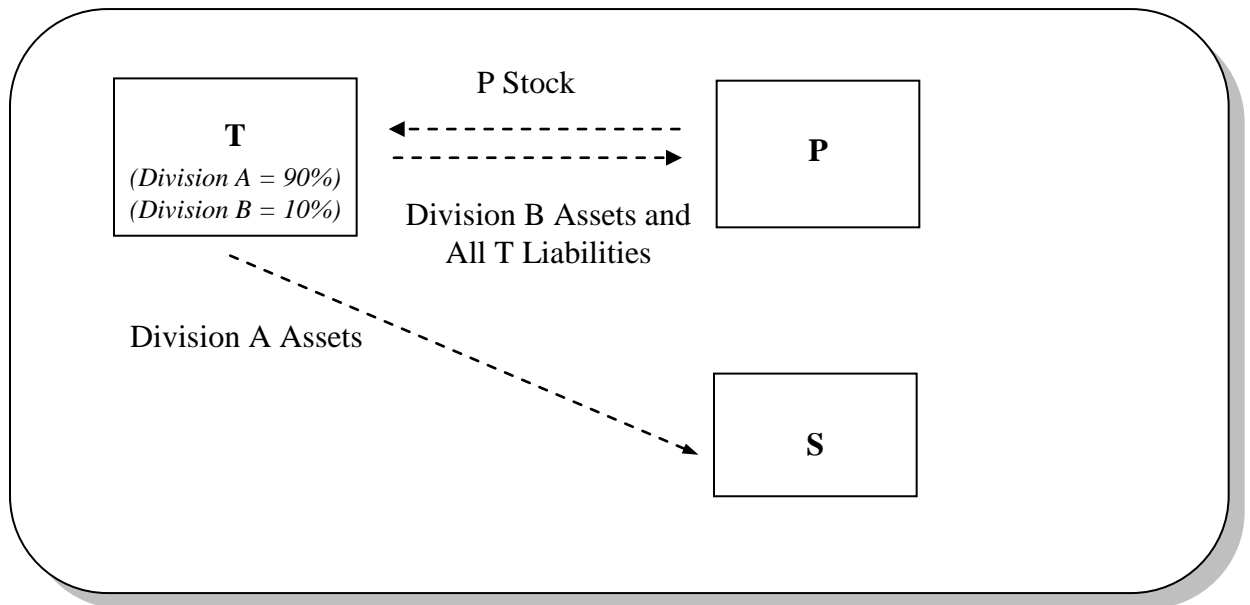 P Stock
T
(Division A = 90%)
(Division B = 10%)
P
Division B Assets and
All T Liabilities
Division A Assets
S